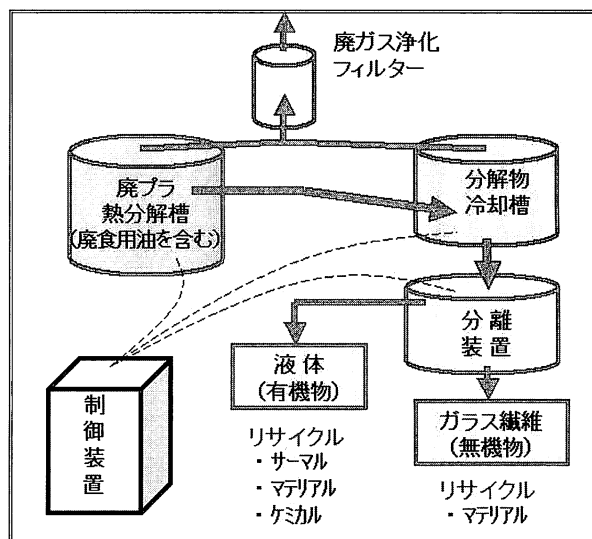 廃ガス浄化
フィルター
廃プラ
熱分解槽
(廃食用油を含む)
分解物
冷却槽
分離
装置
液体
(有機物)
制御装置
ガラス繊維
(無機物)
リサイクル
・サーマル
・マテリアル
・ケミカル
リサイクル
・マテリアル